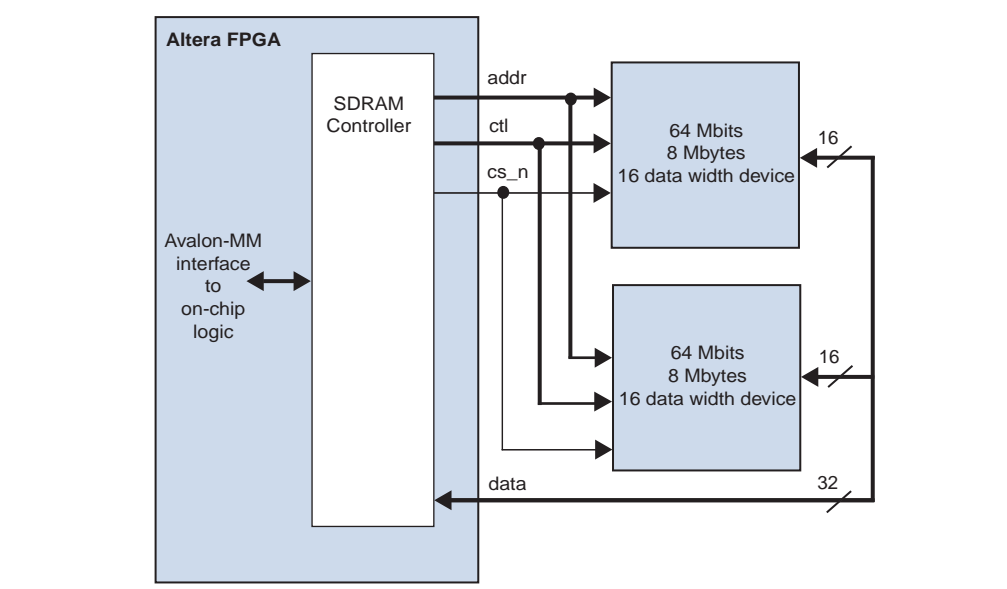 Altera FPGA
SDRAM
Controller
Avalon-MM
interface
to
on-chip
logic
addr
ctl
cs_n
64 Mbits
8 Mbytes
16 data width device
16
64 Mbits
8 Mbytes
16 data width device
16
data
32